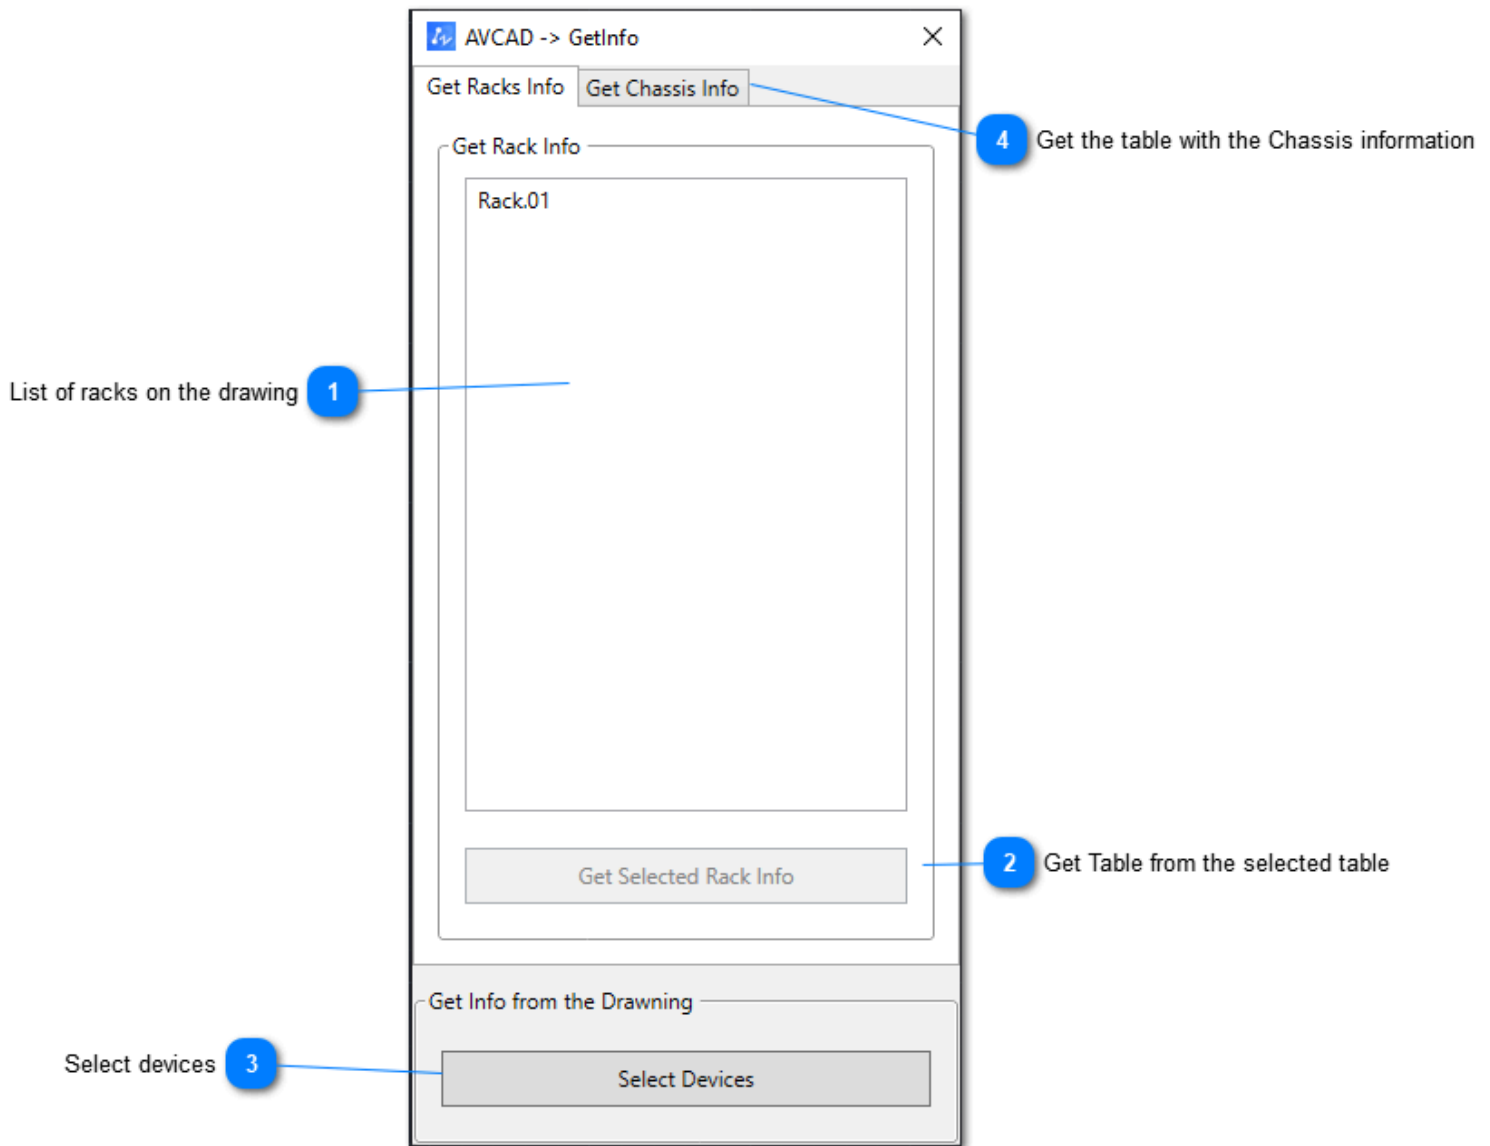 AVCAD -> GetInfo
Get Racks Info
Get Chassis Info
4
Get the table with the Chassis information
Get Rack Info
Rack.01
List of racks on the drawing
1
Get Selected Rack Info
2
Get Table from the selected table
Get Info from the Drawning
Select devices
3
Select Devices